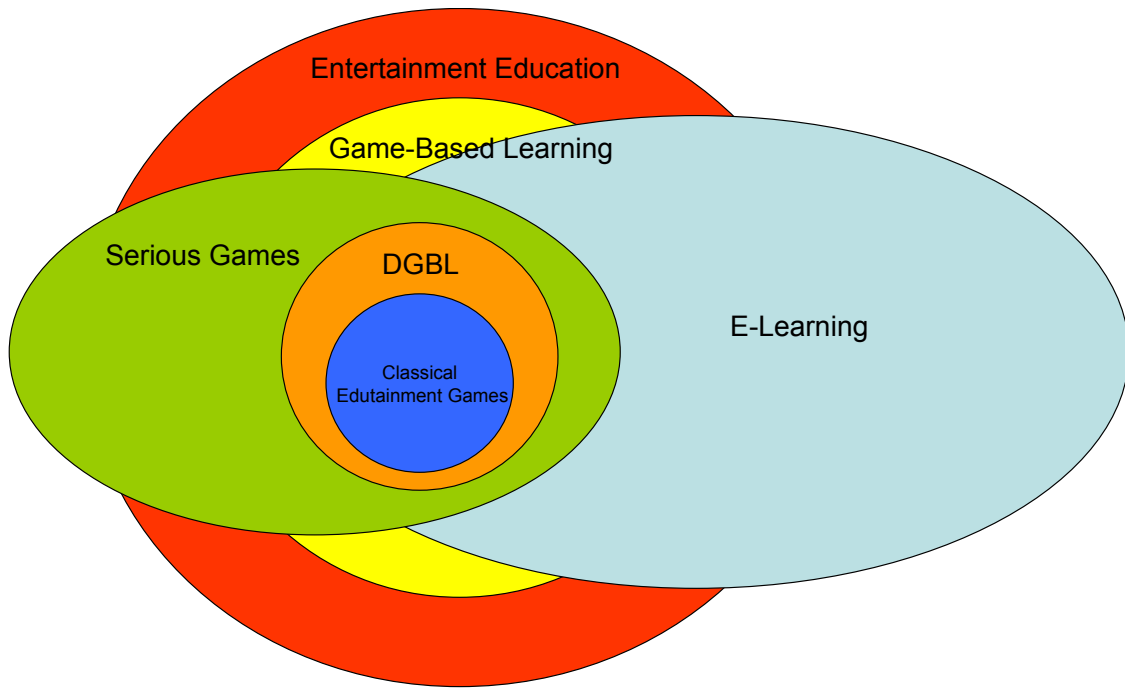 Entertainment Education
Game-Based Learning
Serious Games
DGBL
E-Learning
Classical
Edutainment Games